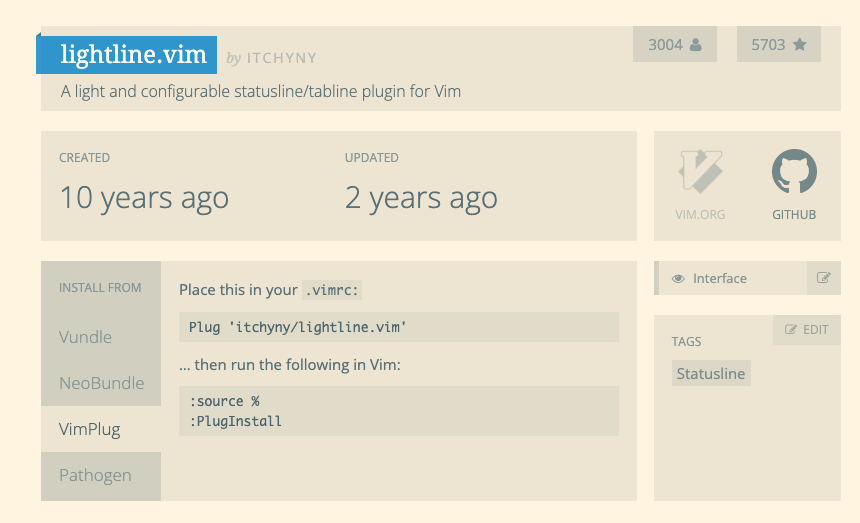 lightline.vim by ITCHYNY
3004
5703
A light and configurable statusline/tabline plugin for Vim
CREATED
10 years ago
UPDATED
2 years ago
VIM.ORG
GITHUB
INSTALL FROM
Vundle
NeoBundle
VimPlug
Pathogen
Place this in your .vimrc:
Plug 'itchyny/lightline.vim'
... then run the following in Vim:
:source %
:PlugInstall
Interface
EDIT
TAGS
Statusline